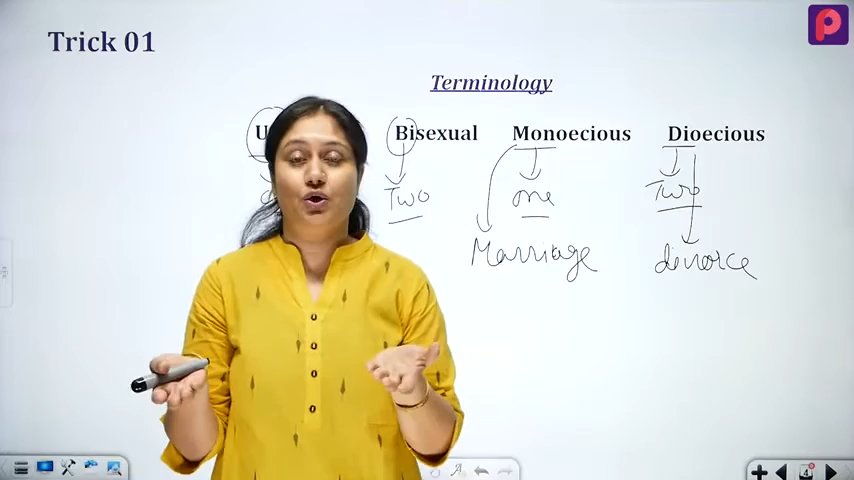 Trick 01
Terminology
Bisexual Monoecious Dioecious
Two one Two
Marriage divorce